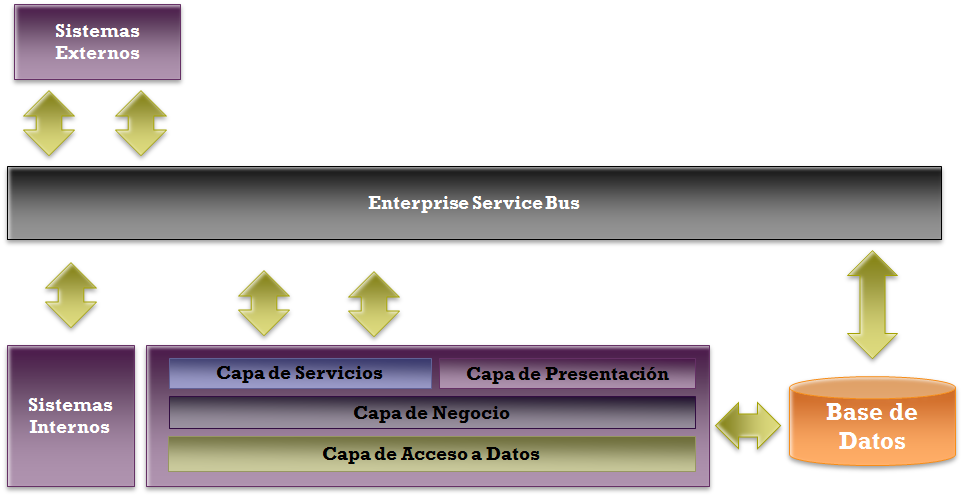 Sistemas
Externos
Enterprise Service Bus
Capa de Servicios
Capa de Presentación
Sistemas
Internos
Capa de Negocio
Capa de Acceso a Datos
Base de
Datos